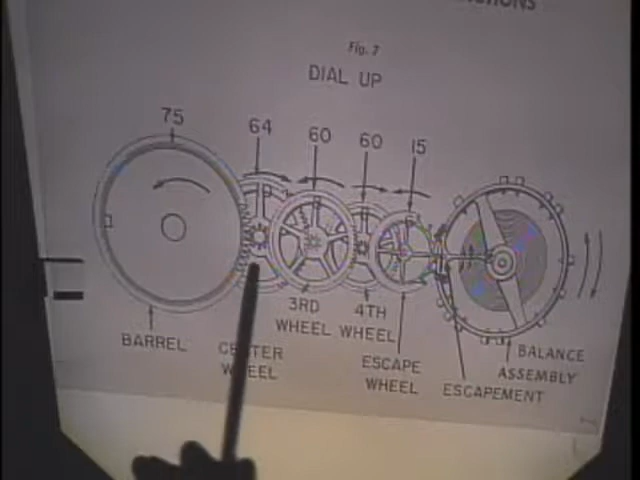 Fig. 7
DIAL UP
75
64
60
60
15
BARREL
CENTER
WHEEL
3RD
WHEEL
4TH
WHEEL
ESCAPE
WHEEL
ESCAPEMENT
BALANCE
ASSEMBLY